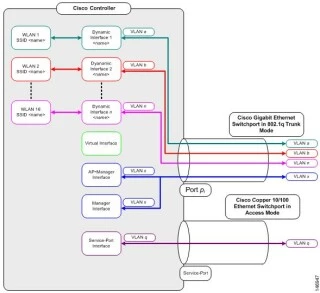 Cisco Controller
WLAN 1
SSID <name>
Dynamic
Interface 1
<name>
VLAN a
WLAN 2
SSID <name>
Dynamic
Interface 2
<name>
VLAN b
WLAN 16
SSID <name>
Dynamic
Interface n
<name>
VLAN n
Cisco Gigabit Ethernet
Switchport in 802.1q Trunk
Mode
VLAN a
VLAN b
VLAN n
VLAN x
Virtual Interface
AP-Manager
Interface
VLAN x
Manager
Interface
VLAN x
Port pᵢ
Cisco Copper 10/100
Ethernet Switchport in
Access Mode
Service-Port
Interface
VLAN q
VLAN q
Service-Port